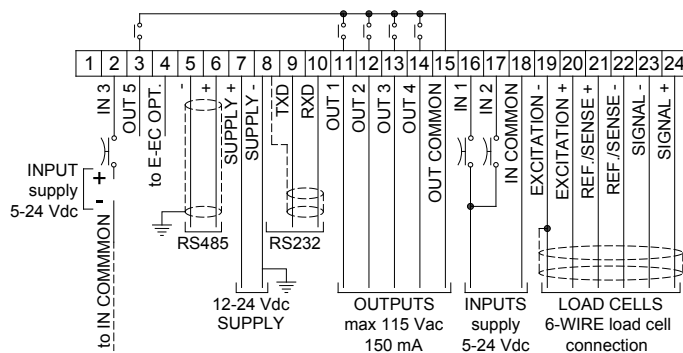 1 2 3 4 5 6 7 8 9 10 11 12 13 14 15 16 17 18 19 20 21 22 23 24
IN 3
OUT 5
to E-EC OPT.
-
+
SUPPLY +
SUPPLY -
TXD
RXD
OUT 1
OUT 2
OUT 3
OUT 4
OUT COMMON
IN 1
IN 2
IN COMMON
EXCITATION -
EXCITATION +
REF./SENSE +
REF./SENSE -
SIGNAL -
SIGNAL +
INPUT
supply
5-24 Vdc
+
-
to IN COMMMON
RS485
RS232
12-24 Vdc
SUPPLY
OUTPUTS
max 115 Vac
150 mA
INPUTS
supply
5-24 Vdc
LOAD CELLS
6-WIRE load cell
connection